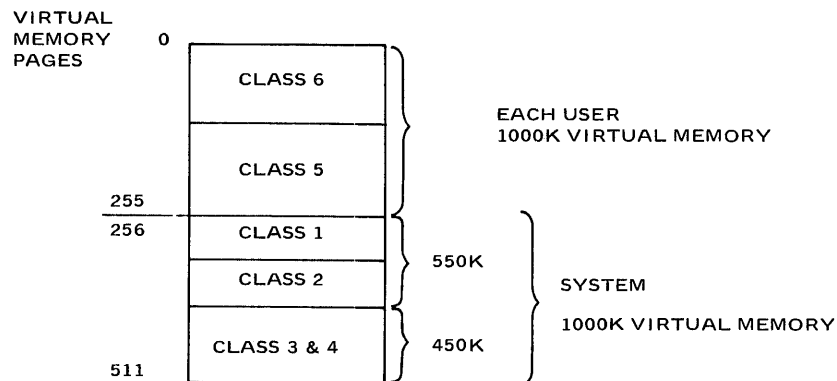 VIRTUAL
MEMORY
PAGES
0
CLASS 6
EACH USER
1000K VIRTUAL MEMORY
CLASS 5
255
256
CLASS 1
550K
CLASS 2
SYSTEM
1000K VIRTUAL MEMORY
CLASS 3 & 4
450K
511